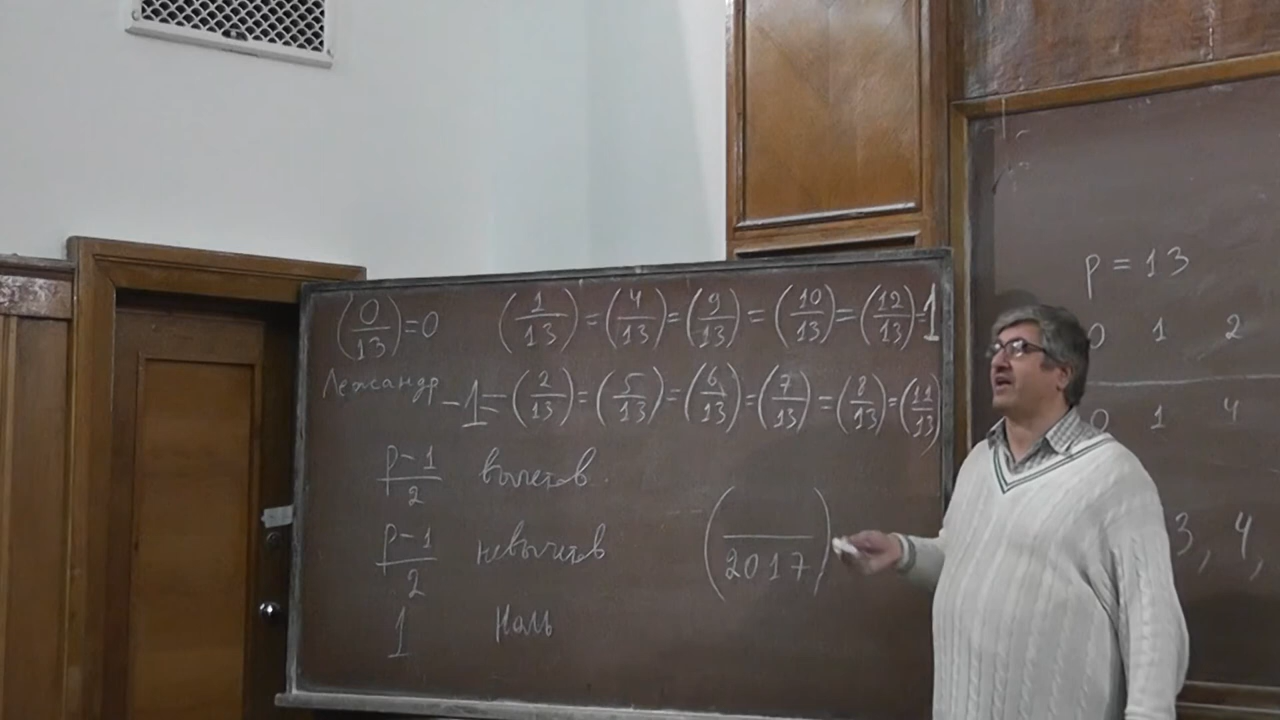 (0/13)=0 (1/13)=(4/13)=(9/13)=(10/13)=(12/13)=1
Лежандр -1=(2/13)=(5/13)=(6/13)=(7/13)=(8/13)=(11/13)
p-1/2 вычетов.
p-1/2 невычетов
( /2017)
1 ноль
p=13
0 1 2
0 1 4
3, 4,